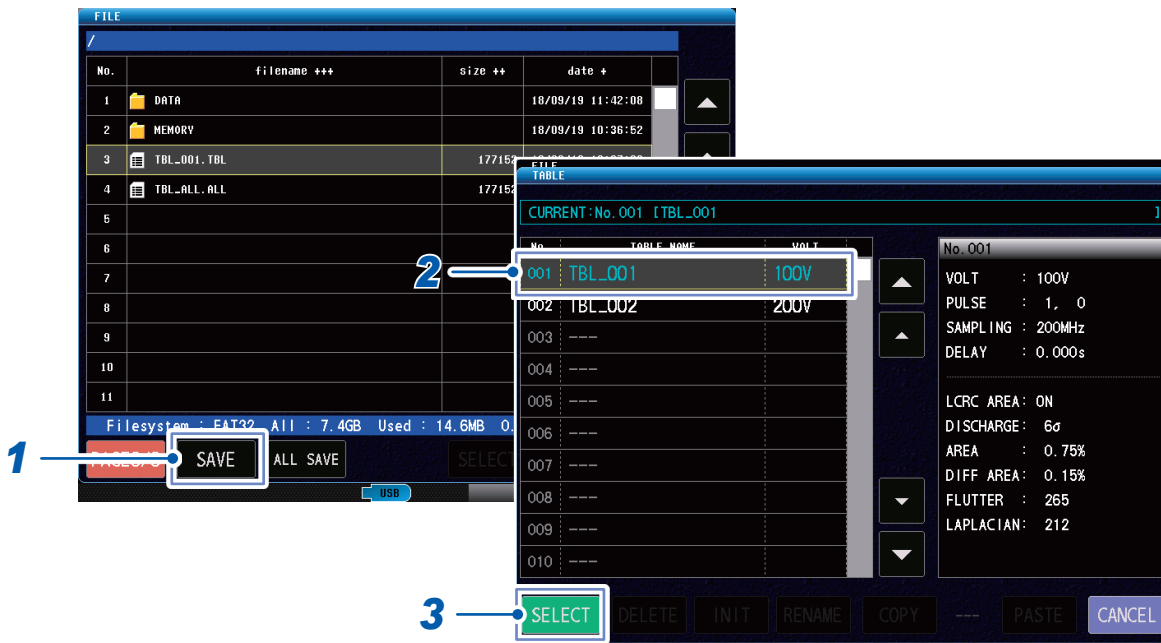 FILE
/
No. filename +++ size ++ date +
1 DATA 18/09/19 11:42:08
2 MEMORY 18/09/19 10:36:52
3 TBL_001.TBL 177152
4 TBL_ALL.ALL 177152
5
6
7
8
9
10
11
Filesystem : FAT32 All : 7.4GB Used : 14.6MB 0.
SAVE ALL SAVE SELECT
USB
1
FILE
TABLE
CURRENT:No.001 [TBL_001 ]
No. TABLE NAME VOLT
2
001 TBL_001 100V
002 TBL_002 200V
003 ---
004 ---
005 ---
006 ---
007 ---
008 ---
009 ---
010 ---
No.001
VOLT : 100V
PULSE : 1, 0
SAMPLING : 200MHz
DELAY : 0.000s
LCRC AREA: ON
DISCHARGE: 6σ
AREA : 0.75%
DIFF AREA: 0.15%
FLUTTER : 265
LAPLACIAN: 212
3
SELECT DELETE INIT RENAME COPY --- PASTE CANCEL